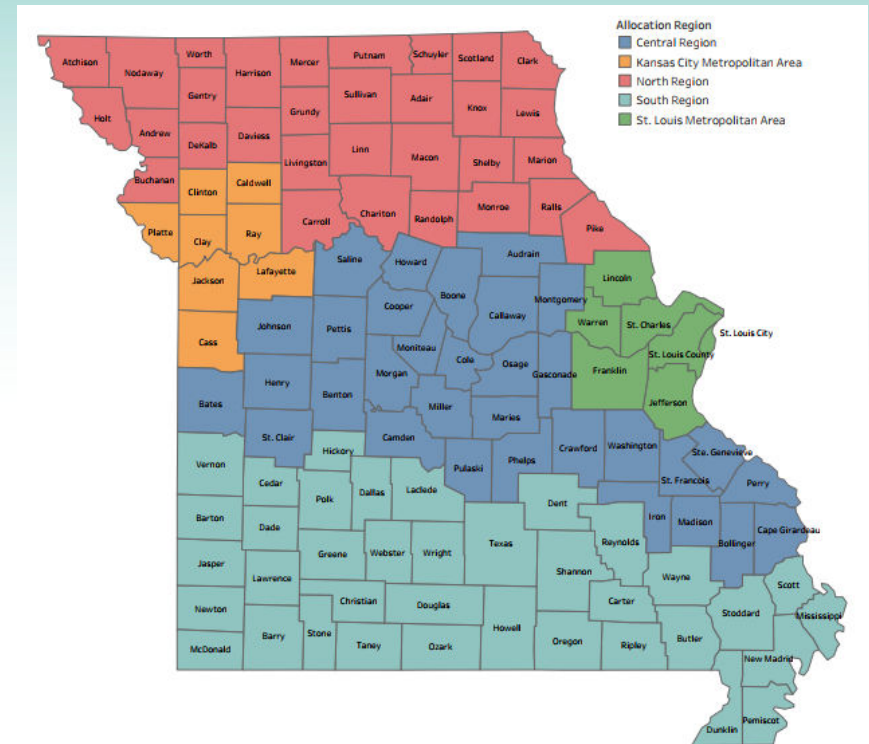 Allocation Region
Central Region
Kansas City Metropolitan Area
North Region
South Region
St. Louis Metropolitan Area
Atchison
Nodaway
Worth
Harrison
Mercer
Putnam
Schuyler
Scotland
Clark
Gentry
Sullivan
Adair
Knox
Lewis
Holt
Andrew
DeKalb
Daviess
Grundy
Linn
Macon
Shelby
Marion
Livingston
Buchanan
Clinton
Caldwell
Carroll
Chariton
Randolph
Monroe
Ralls
Pike
Platte
Clay
Ray
Jackson
Lafayette
Saline
Howard
Boone
Audrain
Lincoln
Cooper
Callaway
Montgomery
Warren
St. Charles
St. Louis City
Cass
Johnson
Pettis
Moniteau
Cole
Osage
Gasconade
Franklin
St. Louis County
Morgan
Jefferson
Bates
Henry
Benton
Miller
Maries
St. Clair
Camden
Pulaski
Phelps
Crawford
Washington
Ste. Genevieve
St. Francois
Perry
Vernon
Hickory
Cedar
Polk
Dallas
Laclede
Dent
Iron
Madison
Bollinger
Cape Girardeau
Barton
Dade
Greene
Webster
Wright
Texas
Reynolds
Jasper
Lawrence
Shannon
Wayne
Scott
Newton
Christian
Douglas
Carter
Stoddard
Mississippi
McDonald
Barry
Stone
Taney
Ozark
Howell
Oregon
Ripley
Butler
New Madrid
Dunklin
Pemiscot